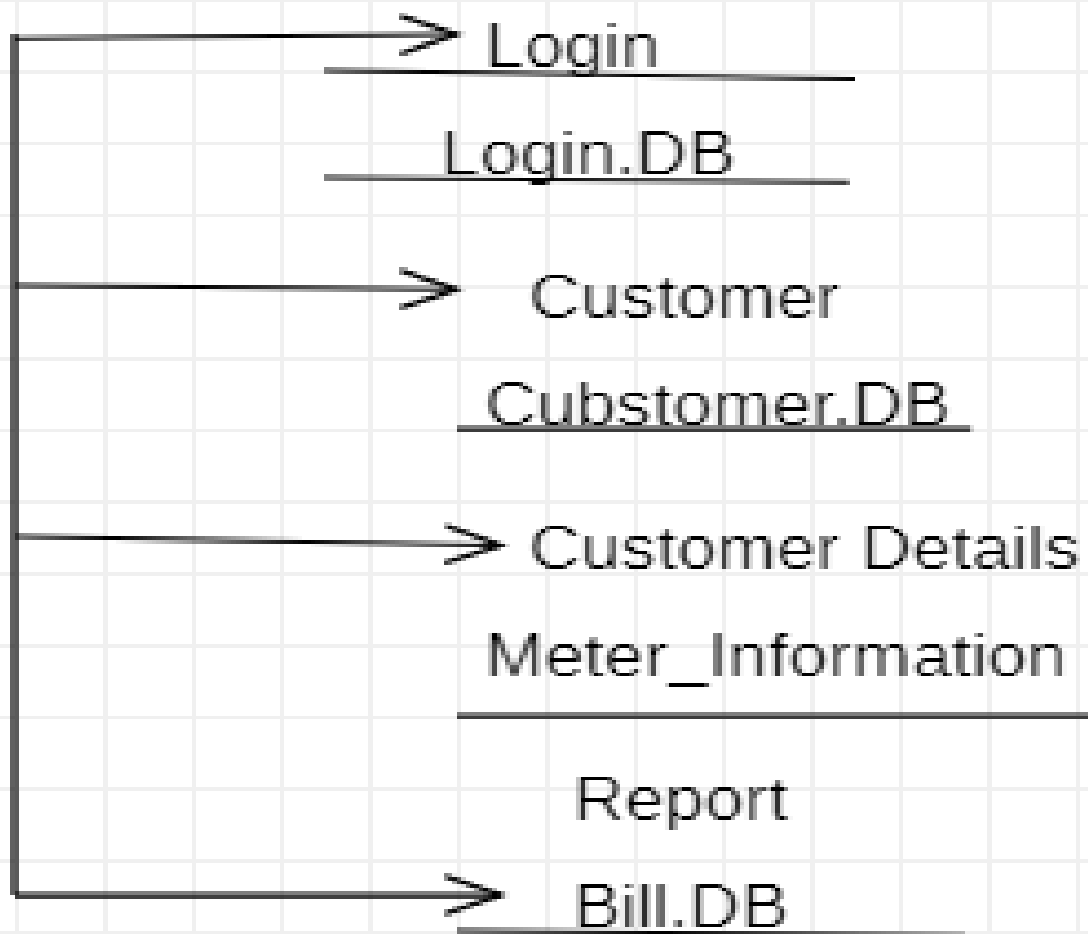 Login
Login.DB
Customer
Cubstomer.DB
Customer Details
Meter_Information
Report
Bill.DB